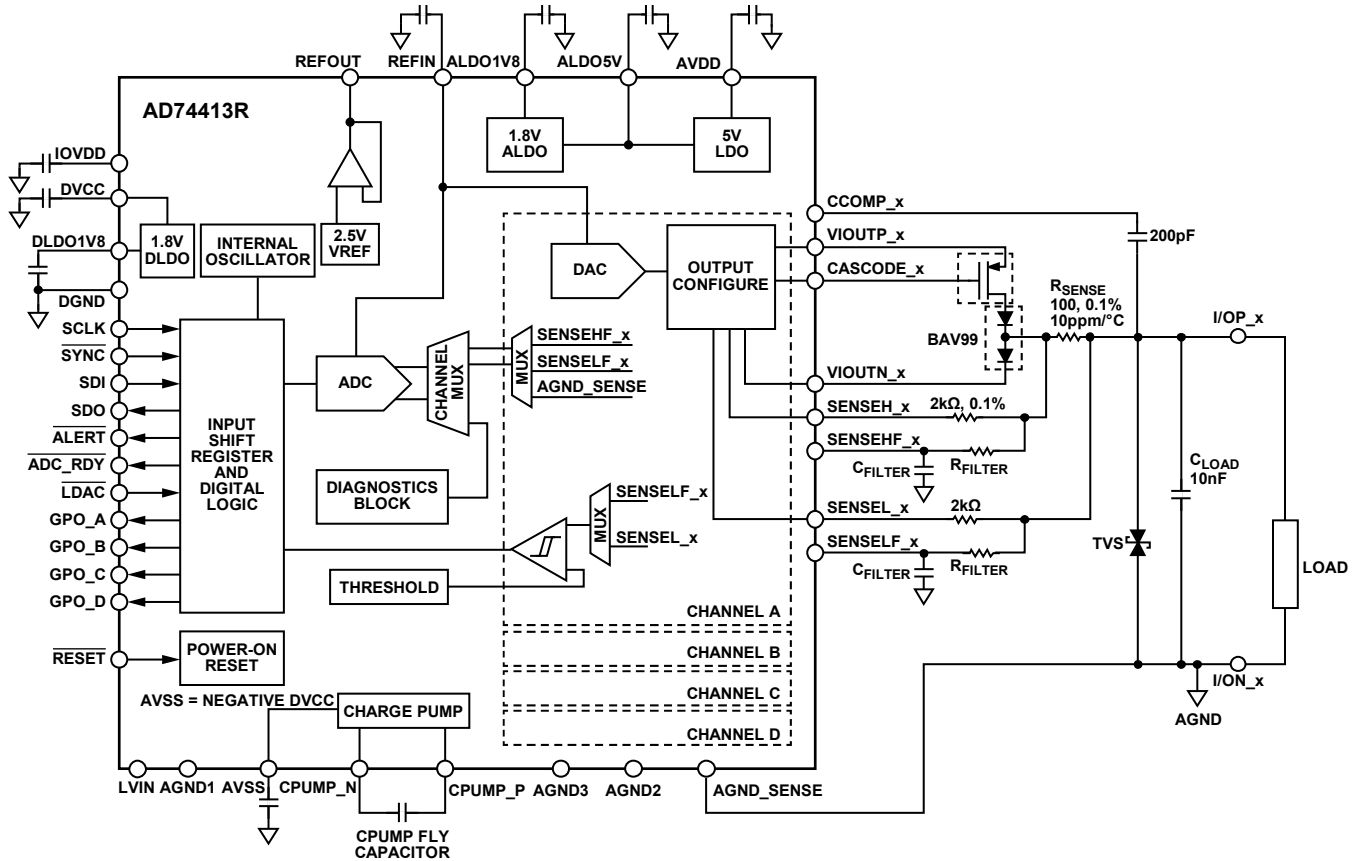 REFOUT
REFIN
ALDO1V8
ALDO5V
AVDD
AD74413R
IOVDD
DVCC
DLDO1V8
DGND
SCLK
SYNC
SDI
SDO
ALERT
ADC_RDY
LDAC
GPO_A
GPO_B
GPO_C
GPO_D
RESET
1.8V
DLDO
INTERNAL
OSCILLATOR
2.5V
VREF
1.8V
ALDO
5V
LDO
INPUT
SHIFT
REGISTER
AND
DIGITAL
LOGIC
ADC
CHANNEL
MUX
MUX
SENSEHF_x
SENSELF_x
AGND_SENSE
DAC
OUTPUT
CONFIGURE
DIAGNOSTICS
BLOCK
THRESHOLD
MUX
SENSELF_x
SENSEL_x
CHANNEL A
CHANNEL B
CHANNEL C
CHANNEL D
POWER-ON
RESET
AVSS = NEGATIVE DVCC
CHARGE PUMP
LVIN
AGND1
AVSS
CPUMP_N
CPUMP_P
AGND3
AGND2
AGND_SENSE
CPUMP FLY
CAPACITOR
CCOMP_x
VIOUTP_x
CASCODE_x
VIOUTN_x
SENSEH_x
SENSEHF_x
SENSEL_x
SENSELF_x
200pF
BAV99
RSENSE
100, 0.1%
10ppm/°C
2kΩ, 0.1%
CFILTER
RFILTER
2kΩ
CFILTER
RFILTER
TVS
CLOAD
10nF
I/OP_x
LOAD
I/ON_x
AGND